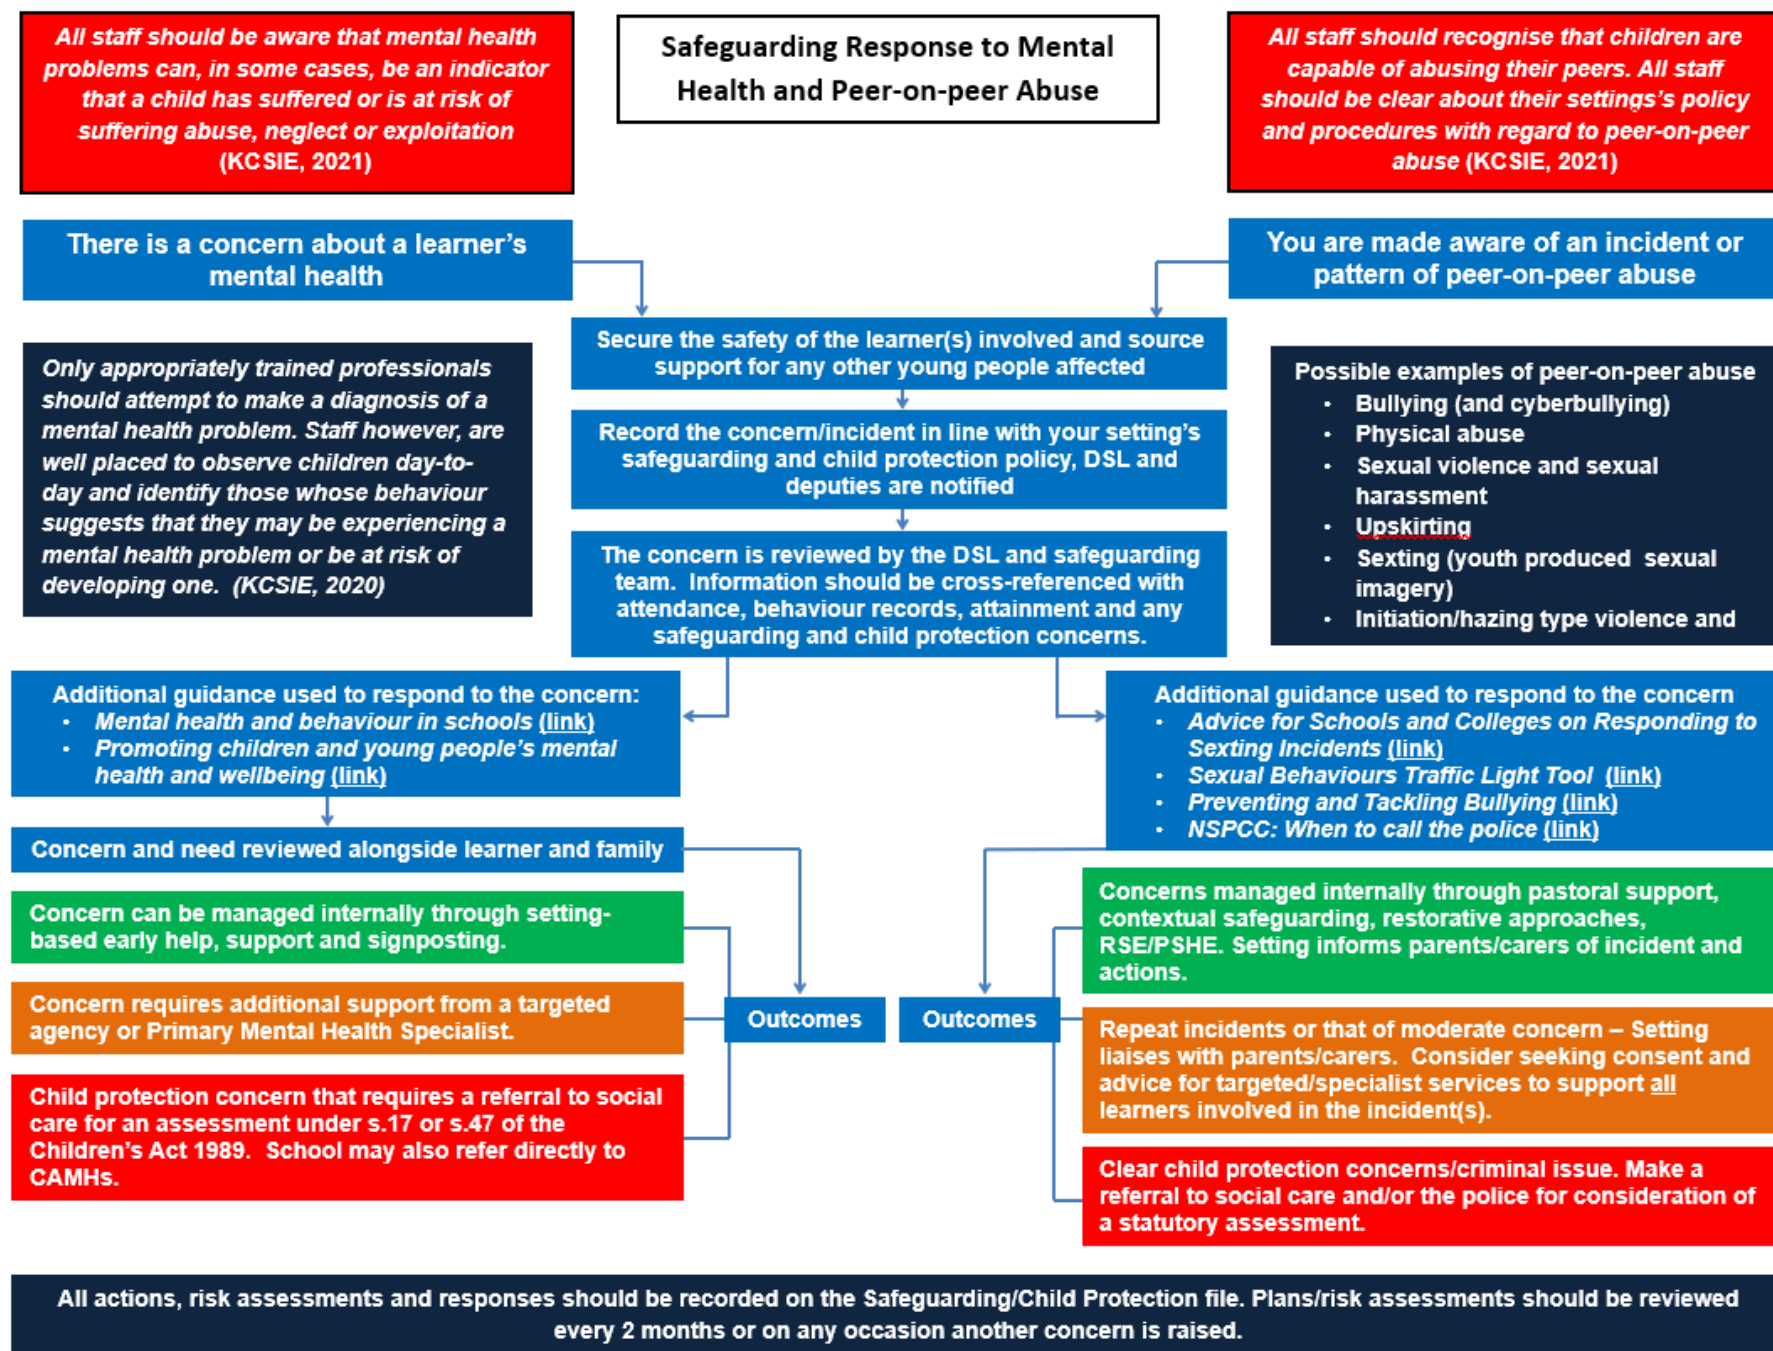 All staff should be aware that mental health
problems can, in some cases, be an indicator
that a child has suffered or is at risk of
suffering abuse, neglect or exploitation
(KCSIE, 2021)
Safeguarding Response to Mental
Health and Peer-on-peer Abuse
All staff should recognise that children are
capable of abusing their peers. All staff
should be clear about their settings's policy
and procedures with regard to peer-on-peer
abuse (KCSIE, 2021)
There is a concern about a learner's
mental health
You are made aware of an incident or
pattern of peer-on-peer abuse
Secure the safety of the learner(s) involved and source
support for any other young people affected
Only appropriately trained professionals
should attempt to make a diagnosis of a
mental health problem. Staff however, are
well placed to observe children day-to-
day and identify those whose behaviour
suggests that they may be experiencing a
mental health problem or be at risk of
developing one.  (KCSIE, 2020)
Record the concern/incident in line with your setting's
safeguarding and child protection policy, DSL and
deputies are notified
Possible examples of peer-on-peer abuse
• Bullying (and cyberbullying)
• Physical abuse
• Sexual violence and sexual
harassment
• Upskirting
• Sexting (youth produced  sexual
imagery)
• Initiation/hazing type violence and
The concern is reviewed by the DSL and safeguarding
team.  Information should be cross-referenced with
attendance, behaviour records, attainment and any
safeguarding and child protection concerns.
Additional guidance used to respond to the concern:
• Mental health and behaviour in schools (link)
• Promoting children and young people's mental
health and wellbeing (link)
Additional guidance used to respond to the concern
• Advice for Schools and Colleges on Responding to
Sexting Incidents (link)
• Sexual Behaviours Traffic Light Tool  (link)
• Preventing and Tackling Bullying (link)
• NSPCC: When to call the police (link)
Concern and need reviewed alongside learner and family
Concern can be managed internally through setting-
based early help, support and signposting.
Concern requires additional support from a targeted
agency or Primary Mental Health Specialist.
Child protection concern that requires a referral to social
care for an assessment under s.17 or s.47 of the
Children's Act 1989.  School may also refer directly to
CAMHs.
Outcomes
Outcomes
Concerns managed internally through pastoral support,
contextual safeguarding, restorative approaches,
RSE/PSHE. Setting informs parents/carers of incident and
actions.
Repeat incidents or that of moderate concern – Setting
liaises with parents/carers.  Consider seeking consent and
advice for targeted/specialist services to support all
learners involved in the incident(s).
Clear child protection concerns/criminal issue. Make a
referral to social care and/or the police for consideration of
a statutory assessment.
All actions, risk assessments and responses should be recorded on the Safeguarding/Child Protection file. Plans/risk assessments should be reviewed
every 2 months or on any occasion another concern is raised.